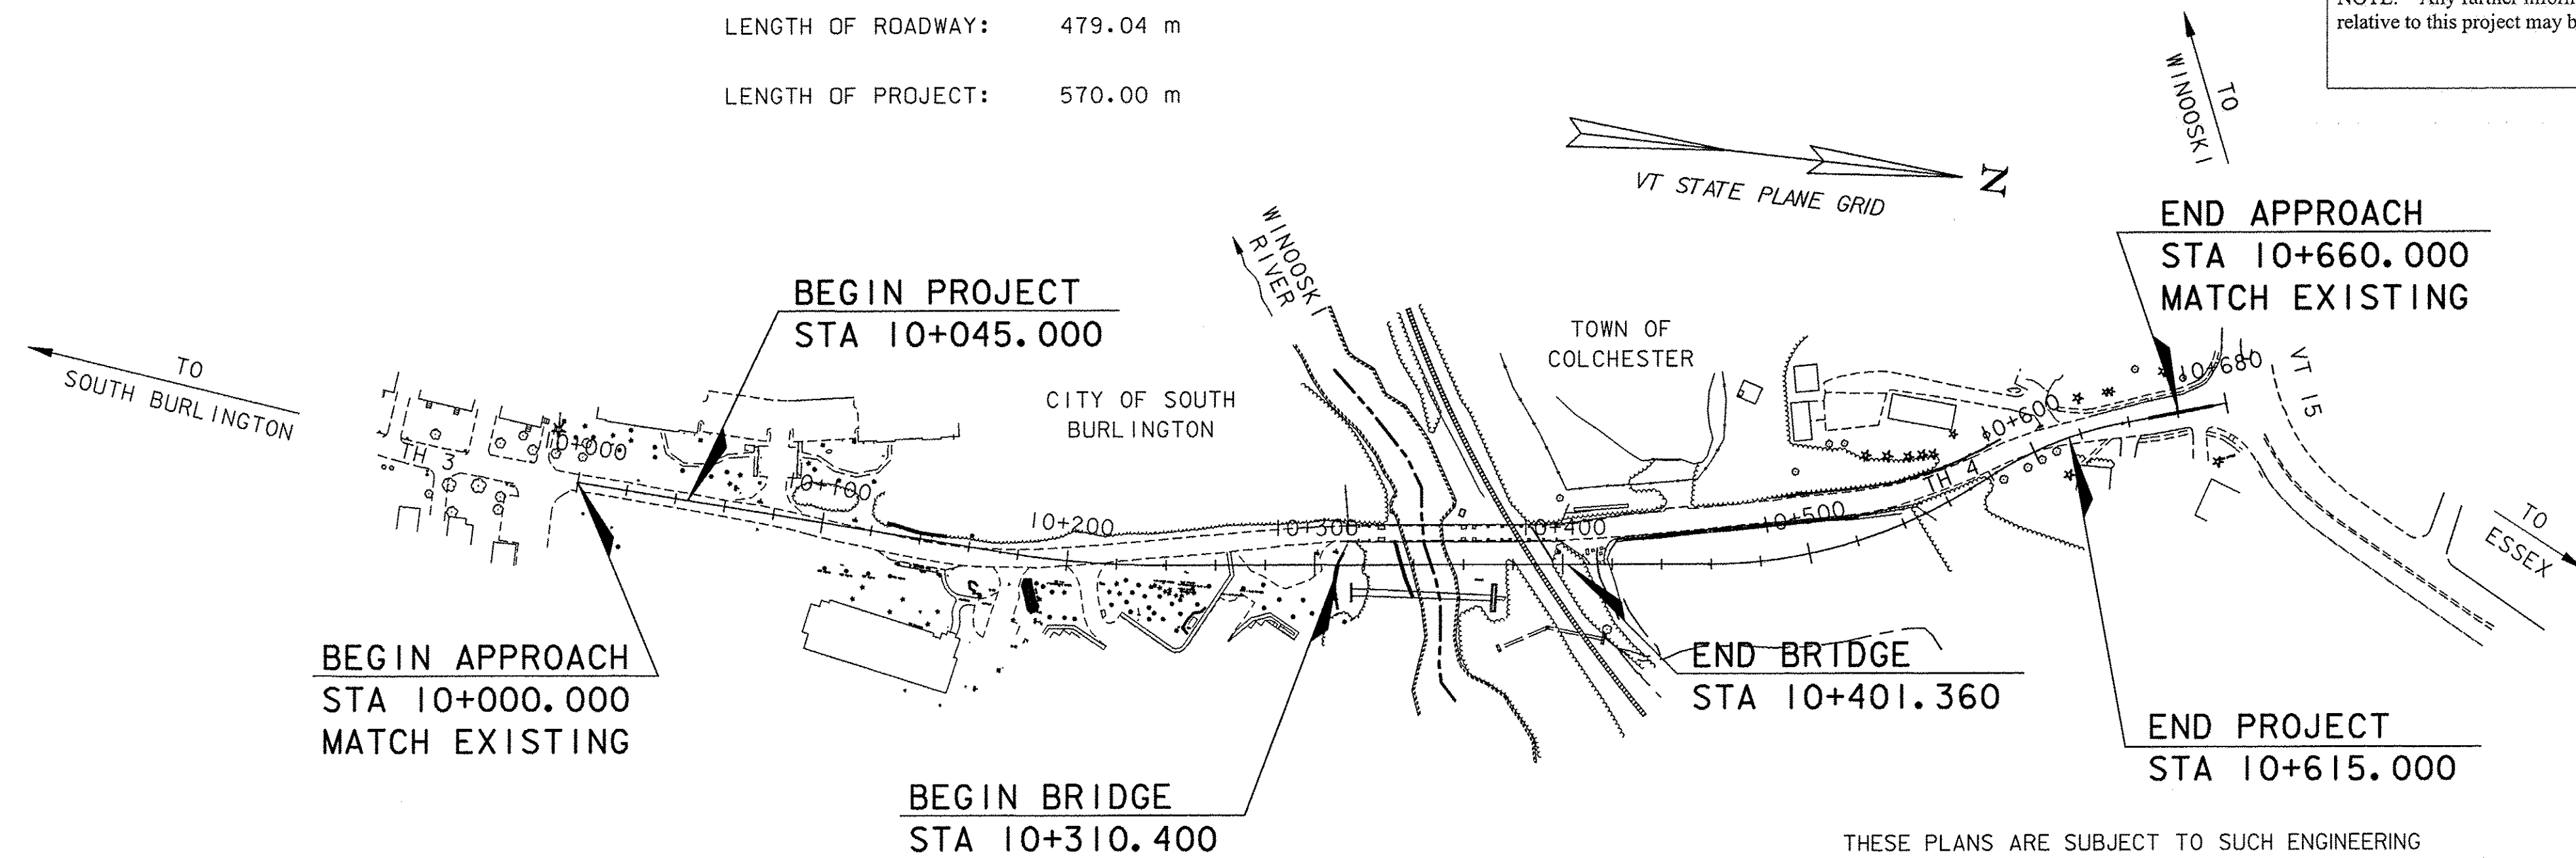 LENGTH OF ROADWAY: 479.04 m
LENGTH OF PROJECT: 570.00 m
relative to this project may b
TO
WINOOSKI
VT STATE PLANE GRID
N
END APPROACH
STA 10+660.000
MATCH EXISTING
WINOOSKI
RIVER
BEGIN PROJECT
STA 10+045.000
TOWN OF
COLCHESTER
TO
SOUTH BURLINGTON
CITY OF SOUTH
BURLINGTON
VT 15
10+680
10+600
TH 3
10+000
10+100
10+200
10+300
10+400
10+500
TH 4
TO
ESSEX
BEGIN APPROACH
STA 10+000.000
MATCH EXISTING
END BRIDGE
STA 10+401.360
END PROJECT
STA 10+615.000
BEGIN BRIDGE
STA 10+310.400
THESE PLANS ARE SUBJECT TO SUCH ENGINEERING